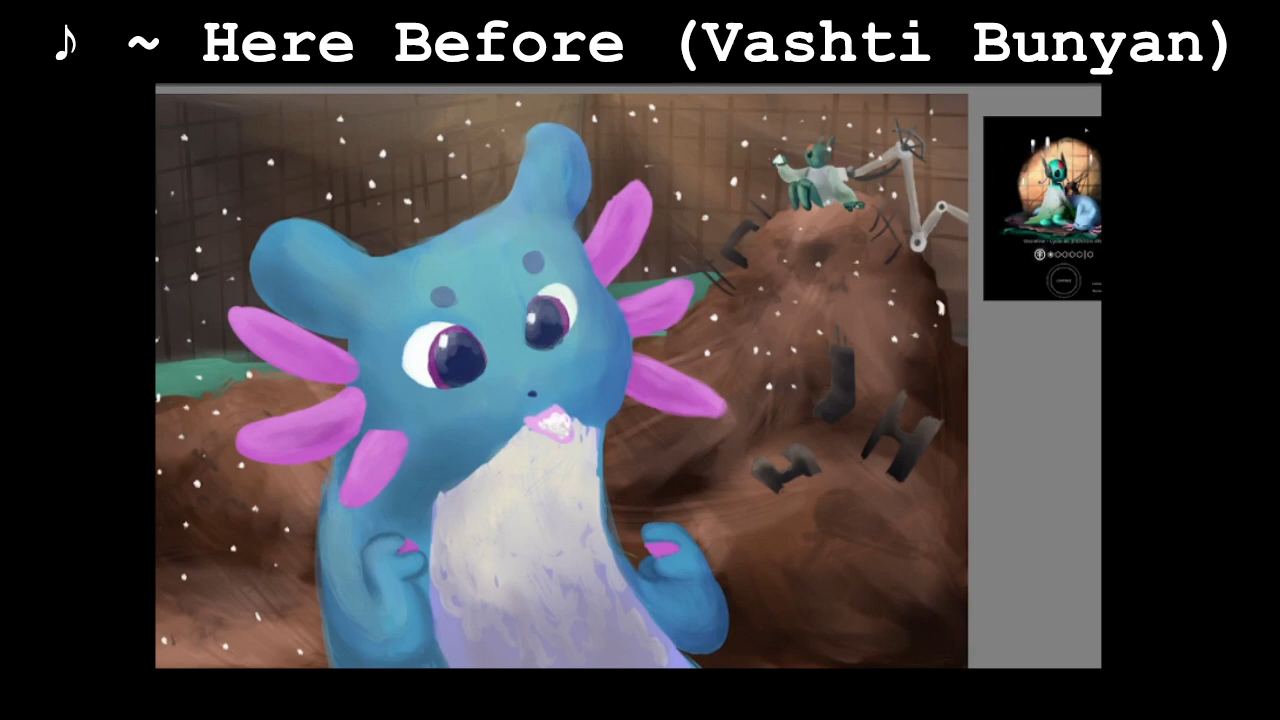 ♪ ~ Here Before (Vashti Bunyan)